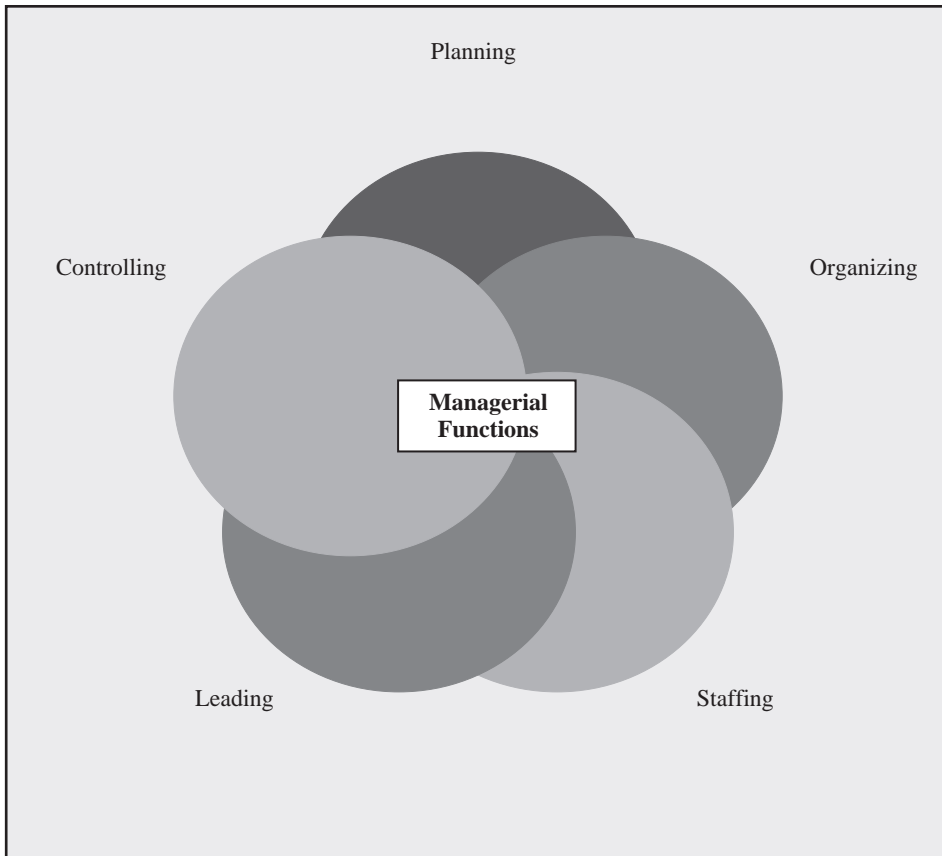 Planning
Controlling
Organizing
Managerial
Functions
Leading
Staffing